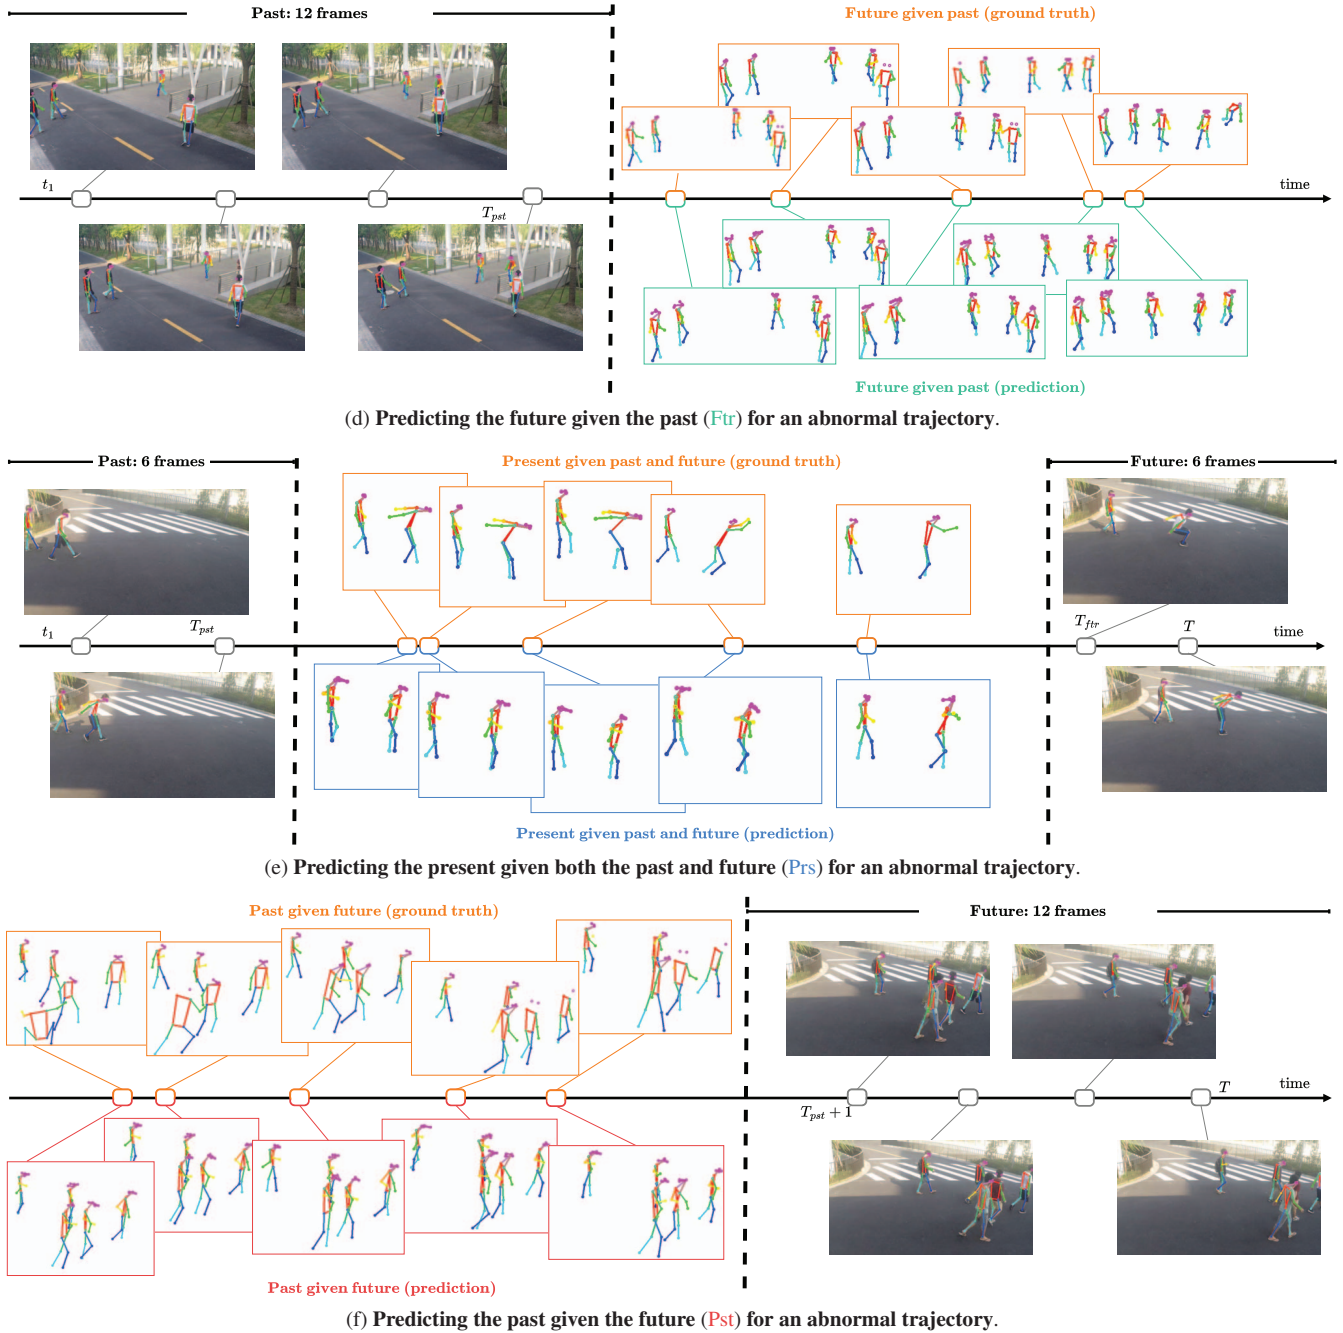 Past: 12 frames
Future given past (ground truth)
t1
Tpst
time
Future given past (prediction)
(d) Predicting the future given the past (Ftr) for an abnormal trajectory.
Past: 6 frames
Present given past and future (ground truth)
Future: 6 frames
t1
Tpst
Tftr
T
time
Present given past and future (prediction)
(e) Predicting the present given both the past and future (Prs) for an abnormal trajectory.
Past given future (ground truth)
Future: 12 frames
Tpst + 1
T
time
Past given future (prediction)
(f) Predicting the past given the future (Pst) for an abnormal trajectory.